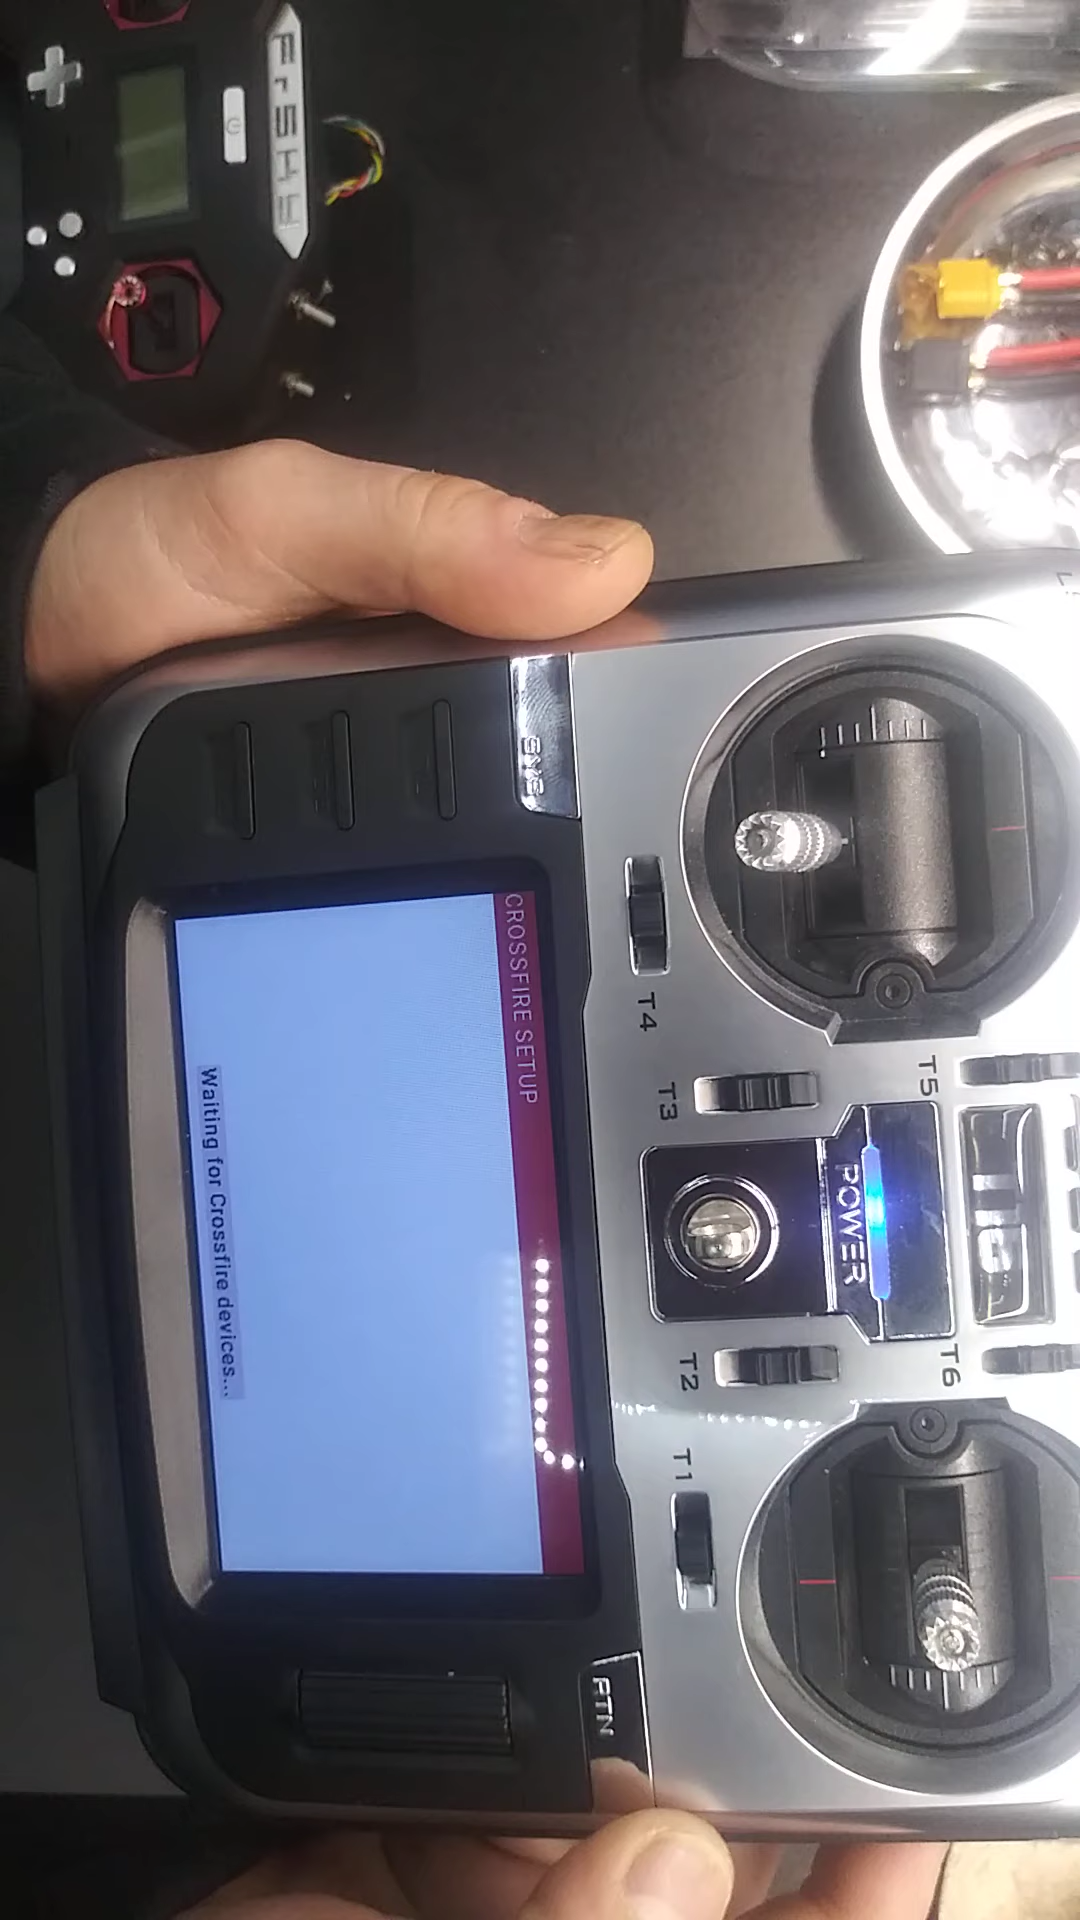 FrSKY
CROSSFIRE SETUP
Waiting for Crossfire devices...
SYS
RTN
T4
T3
T2
T1
T5
T6
POWER